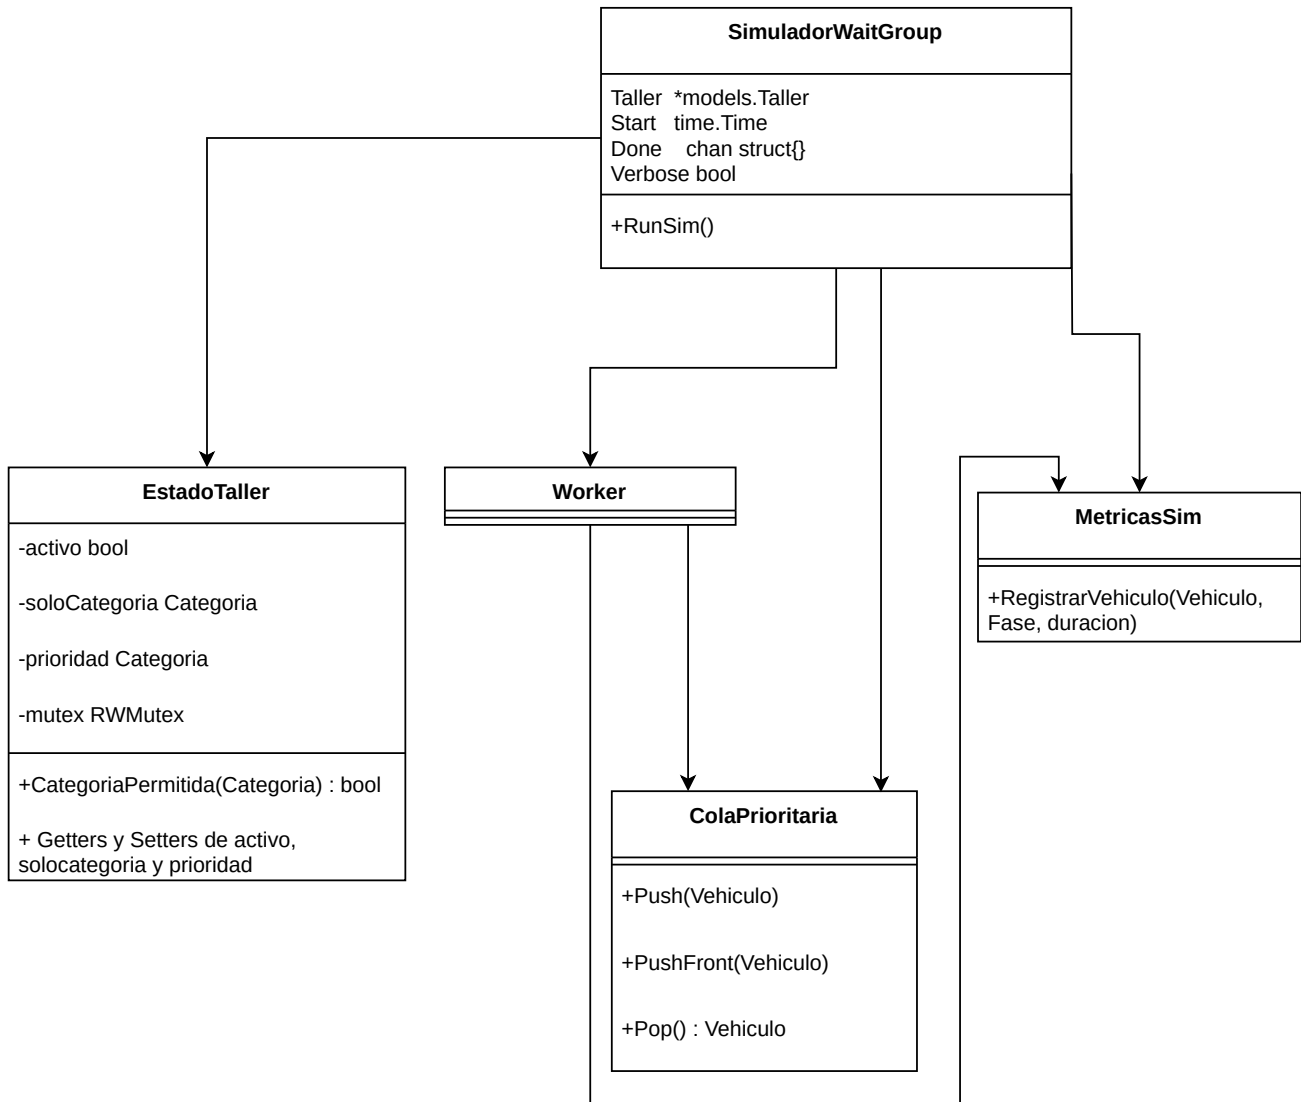 SimuladorWaitGroup
Taller *models.Taller
Start time.Time
Done chan struct{}
Verbose bool
+RunSim()
EstadoTaller
-activo bool
-soloCategoria Categoria
-prioridad Categoria
-mutex RWMutex
+CategoriaPermitida(Categoria) : bool
+ Getters y Setters de activo,
solocategoria y prioridad
Worker
MetricasSim
+RegistrarVehiculo(Vehiculo,
Fase, duracion)
ColaPrioritaria
+Push(Vehiculo)
+PushFront(Vehiculo)
+Pop() : Vehiculo